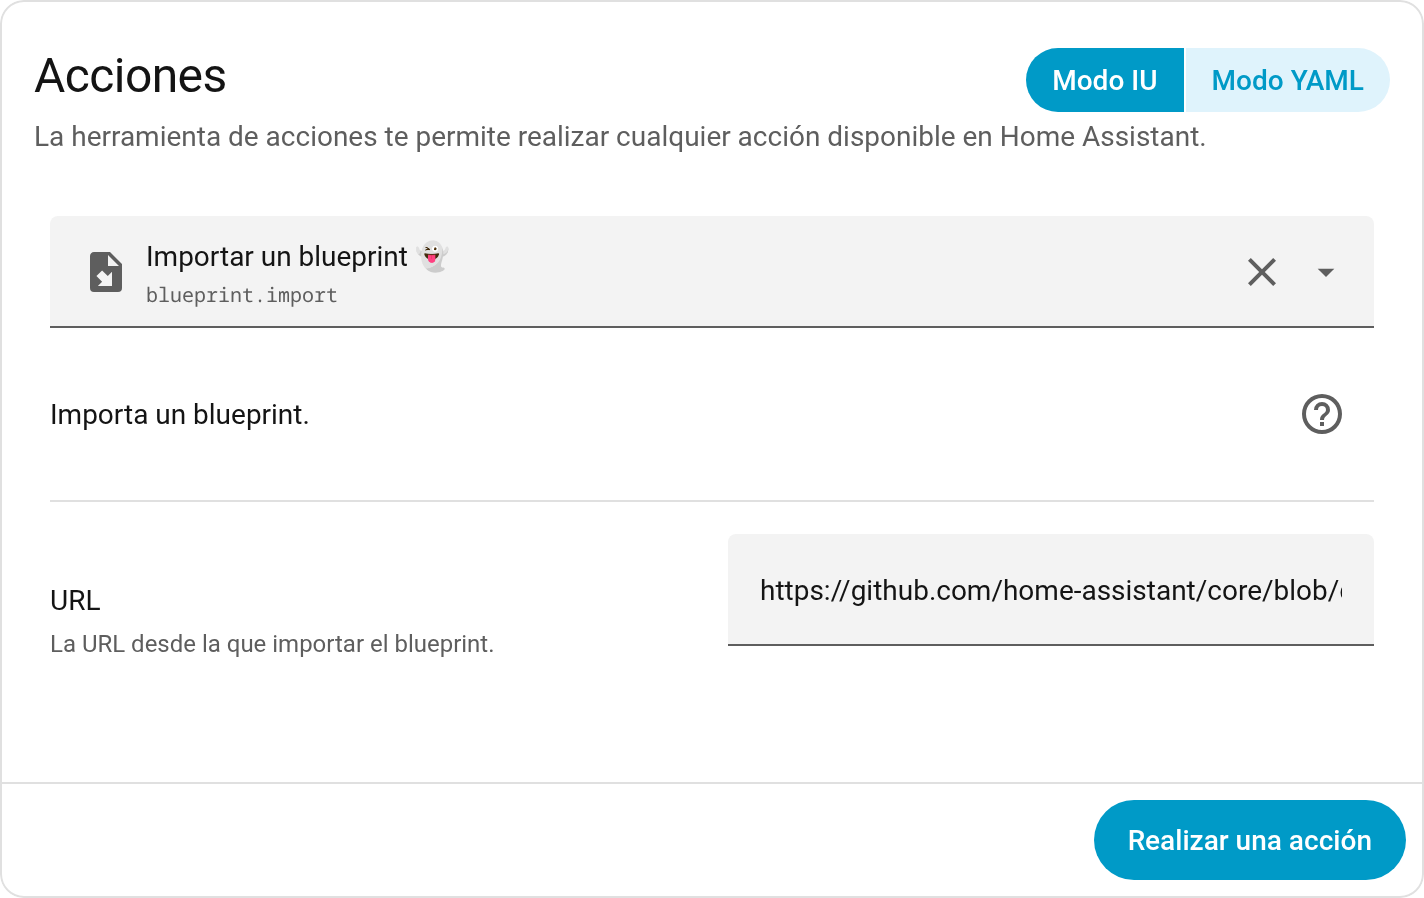 Acciones
Modo IU
Modo YAML
La herramienta de acciones te permite realizar cualquier acción disponible en Home Assistant.
Importar un blueprint 👻
blueprint.import
Importa un blueprint.
URL
La URL desde la que importar el blueprint.
https://github.com/home-assistant/core/blob/
Realizar una acción